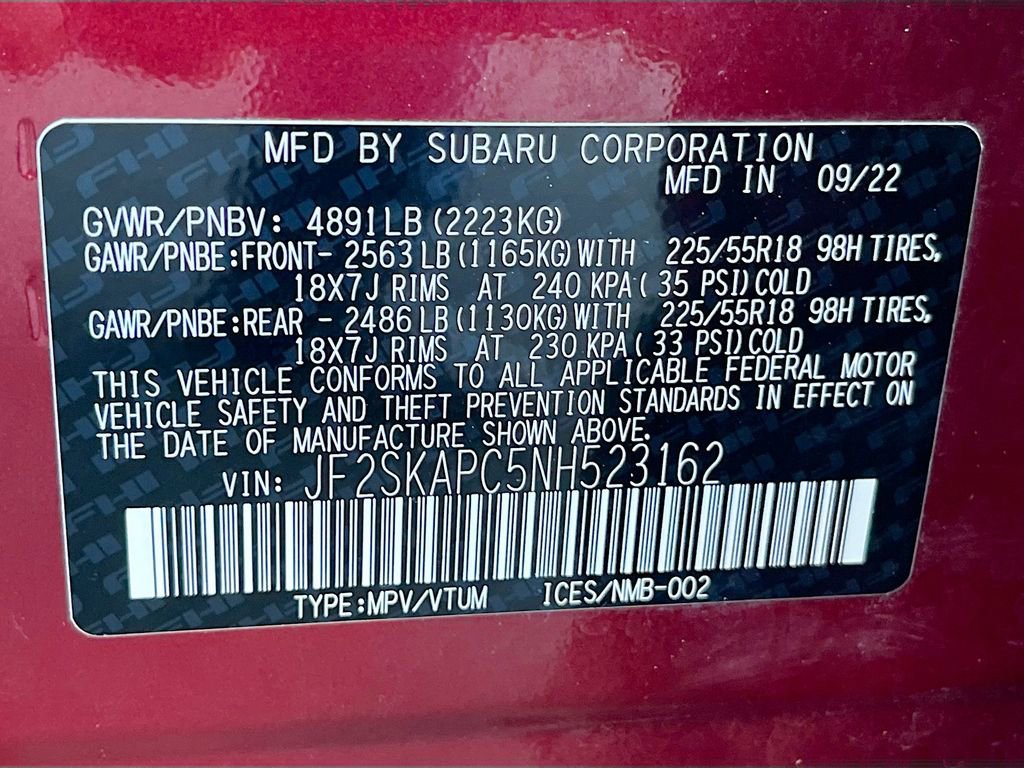 MFD BY SUBARU CORPORATION
MFD IN 09/22
GVWR/PNBV: 4891LB (2223KG)
GAWR/PNBE:FRONT- 2563 LB (1165KG)WITH 225/55R18 98H TIRES,
18X7J RIMS AT 240 KPA( 35 PSI)COLD
GAWR/PNBE:REAR - 2486 LB (1130KG)WITH 225/55R18 98H TIRES,
18X7J RIMS AT 230 KPA( 33 PSI)COLD
THIS VEHICLE CONFORMS TO ALL APPLICABLE FEDERAL MOTOR
VEHICLE SAFETY AND THEFT PREVENTION STANDARDS IN EFFECT ON
THE DATE OF MANUFACTURE SHOWN ABOVE.
VIN: JF2SKAPC5NH523162
TYPE:MPV/VTUM ICES/NMB-002